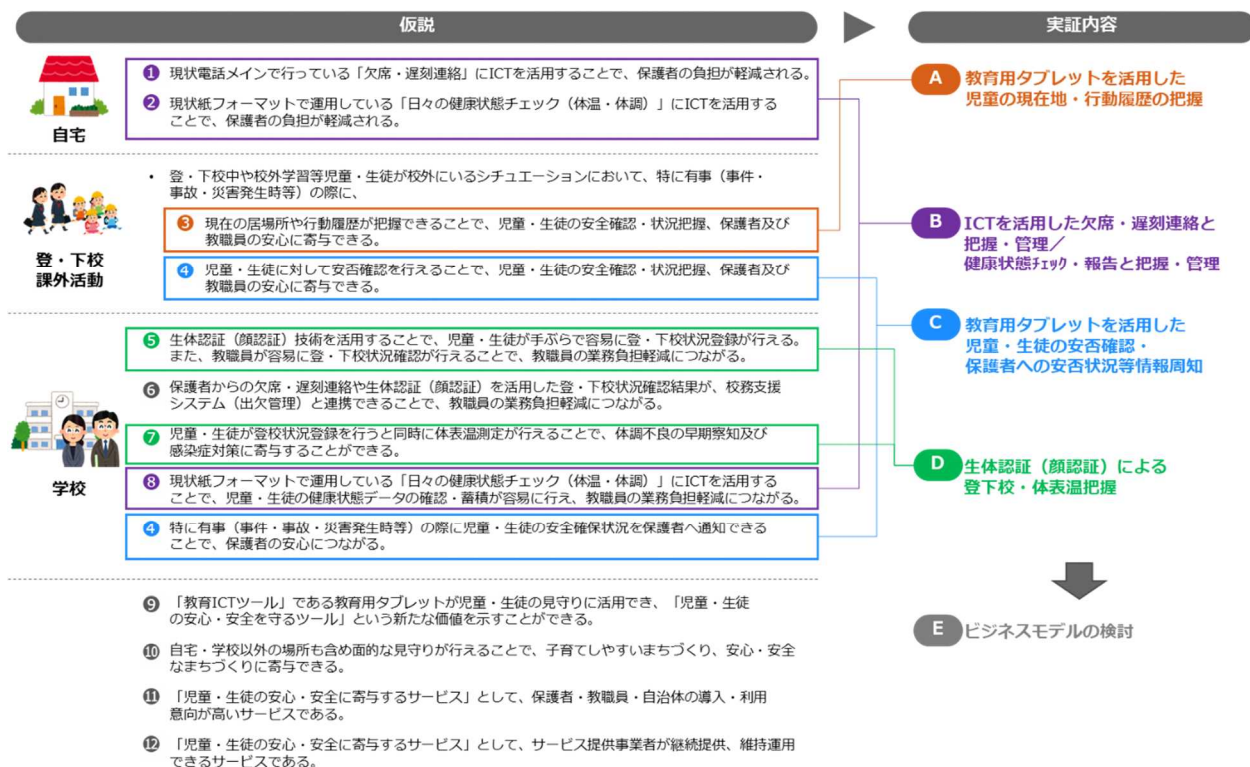 仮説
実証内容
自宅
❶ 現状電話メインで行っている「欠席・遅刻連絡」にICTを活用することで、保護者の負担が軽減される。
❷ 現状紙フォーマットで運用している「日々の健康状態チェック（体温・体調）」にICTを活用する
ことで、保護者の負担が軽減される。
登・下校
課外活動
• 登・下校中や校外学習等児童・生徒が校外にいるシチュエーションにおいて、特に有事（事件・
事故・災害発生時等）の際に、
❸ 現在の居場所や行動履歴が把握できることで、児童・生徒の安全確認・状況把握、保護者及び
教職員の安心に寄与できる。
❹ 児童・生徒に対して安否確認を行えることで、児童・生徒の安全確認・状況把握、保護者及び
教職員の安心に寄与できる。
学校
❺ 生体認証（顔認証）技術を活用することで、児童・生徒が手ぶらで容易に登・下校状況登録が行える。
また、教職員が容易に登・下校状況確認が行えることで、教職員の業務負担軽減につながる。
❻ 保護者からの欠席・遅刻連絡や生体認証（顔認証）を活用した登・下校状況確認結果が、校務支援
システム（出欠管理）と連携できることで、教職員の業務負担軽減につながる。
❼ 児童・生徒が登校状況登録を行うと同時に体表温測定が行えることで、体調不良の早期察知及び
感染症対策に寄与することができる。
❽ 現状紙フォーマットで運用している「日々の健康状態チェック（体温・体調）」にICTを活用する
ことで、児童・生徒の健康状態データの確認・蓄積が容易に行え、教職員の業務負担軽減につながる。
❹ 特に有事（事件・事故・災害発生時等）の際に児童・生徒の安全確保状況を保護者へ通知できる
ことで、保護者の安心につながる。
❾ 「教育ICTツール」である教育用タブレットが児童・生徒の見守りに活用でき、「児童・生徒
の安心・安全を守るツール」という新たな価値を示すことができる。
❿ 自宅・学校以外の場所も含め面的な見守りが行えることで、子育てしやすいまちづくり、安心・安全
なまちづくりに寄与できる。
⓫ 「児童・生徒の安心・安全に寄与するサービス」として、保護者・教職員・自治体の導入・利用
意向が高いサービスである。
⓬ 「児童・生徒の安心・安全に寄与するサービス」として、サービス提供事業者が継続提供、維持運用
できるサービスである。
A 教育用タブレットを活用した
児童の現在地・行動履歴の把握
B ICTを活用した欠席・遅刻連絡と
把握・管理／
健康状態ﾁｪｯｸ・報告と把握・管理
C 教育用タブレットを活用した
児童・生徒の安否確認・
保護者への安否状況等情報周知
D 生体認証（顔認証）による
登下校・体表温把握
E ビジネスモデルの検討